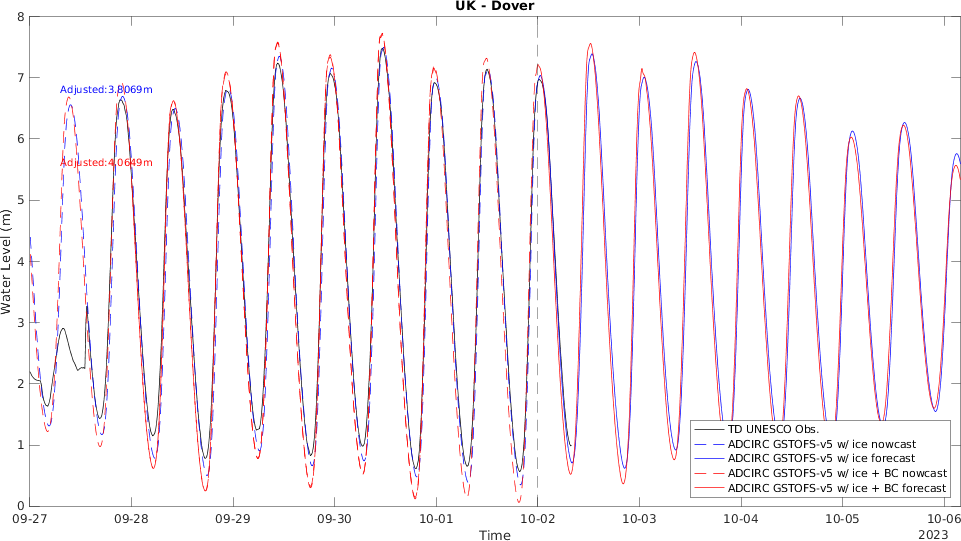 UK - Dover
8
7
6
5
4
3
2
1
0
Water Level (m)
Adjusted:3.8069m
Adjusted:4.0649m
TD UNESCO Obs.
ADCIRC GSTOFS-v5 w/ ice nowcast
ADCIRC GSTOFS-v5 w/ ice forecast
ADCIRC GSTOFS-v5 w/ ice + BC nowcast
ADCIRC GSTOFS-v5 w/ ice + BC forecast
09-27 09-28 09-29 09-30 10-01 10-02 10-03 10-04 10-05 10-06
Time
2023